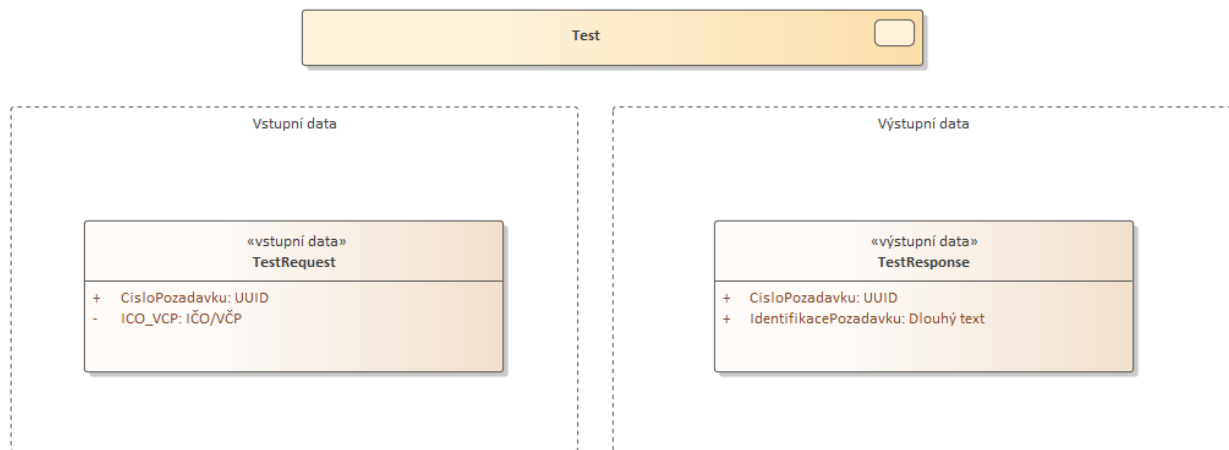 Test
Vstupní data
«vstupní data»
TestRequest
+ CisloPozadavku: UUID
- ICO_VCP: IČO/VČP
Výstupní data
«výstupní data»
TestResponse
+ CisloPozadavku: UUID
+ IdentifikacePozadavku: Dlouhý text